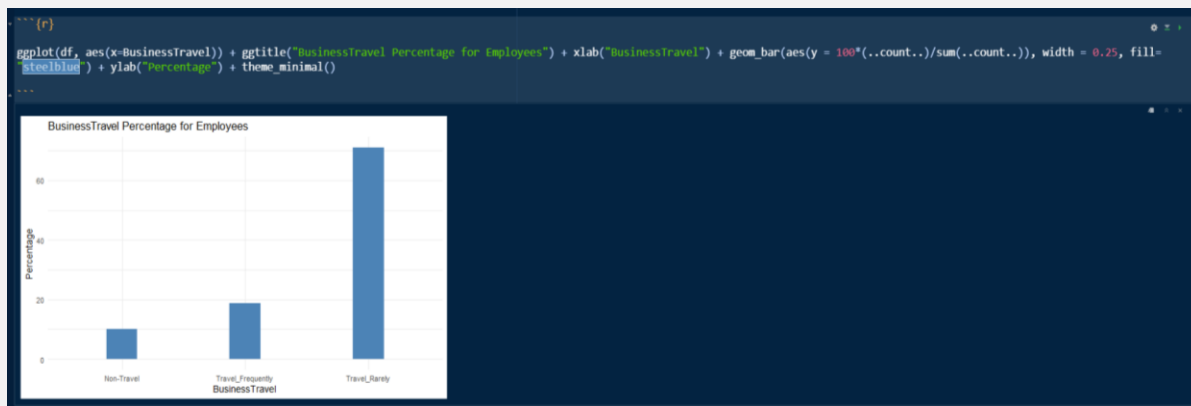 ```{r}
ggplot(df, aes(x=BusinessTravel)) + ggtitle("BusinessTravel Percentage for Employees") + xlab("BusinessTravel") + geom_bar(aes(y = 100*(..count..)/sum(..count..)), width = 0.25, fill=
"steelblue") + ylab("Percentage") + theme_minimal()
```
BusinessTravel Percentage for Employees
60
40
20
0
Percentage
Non-Travel Travel_Frequently Travel_Rarely
BusinessTravel